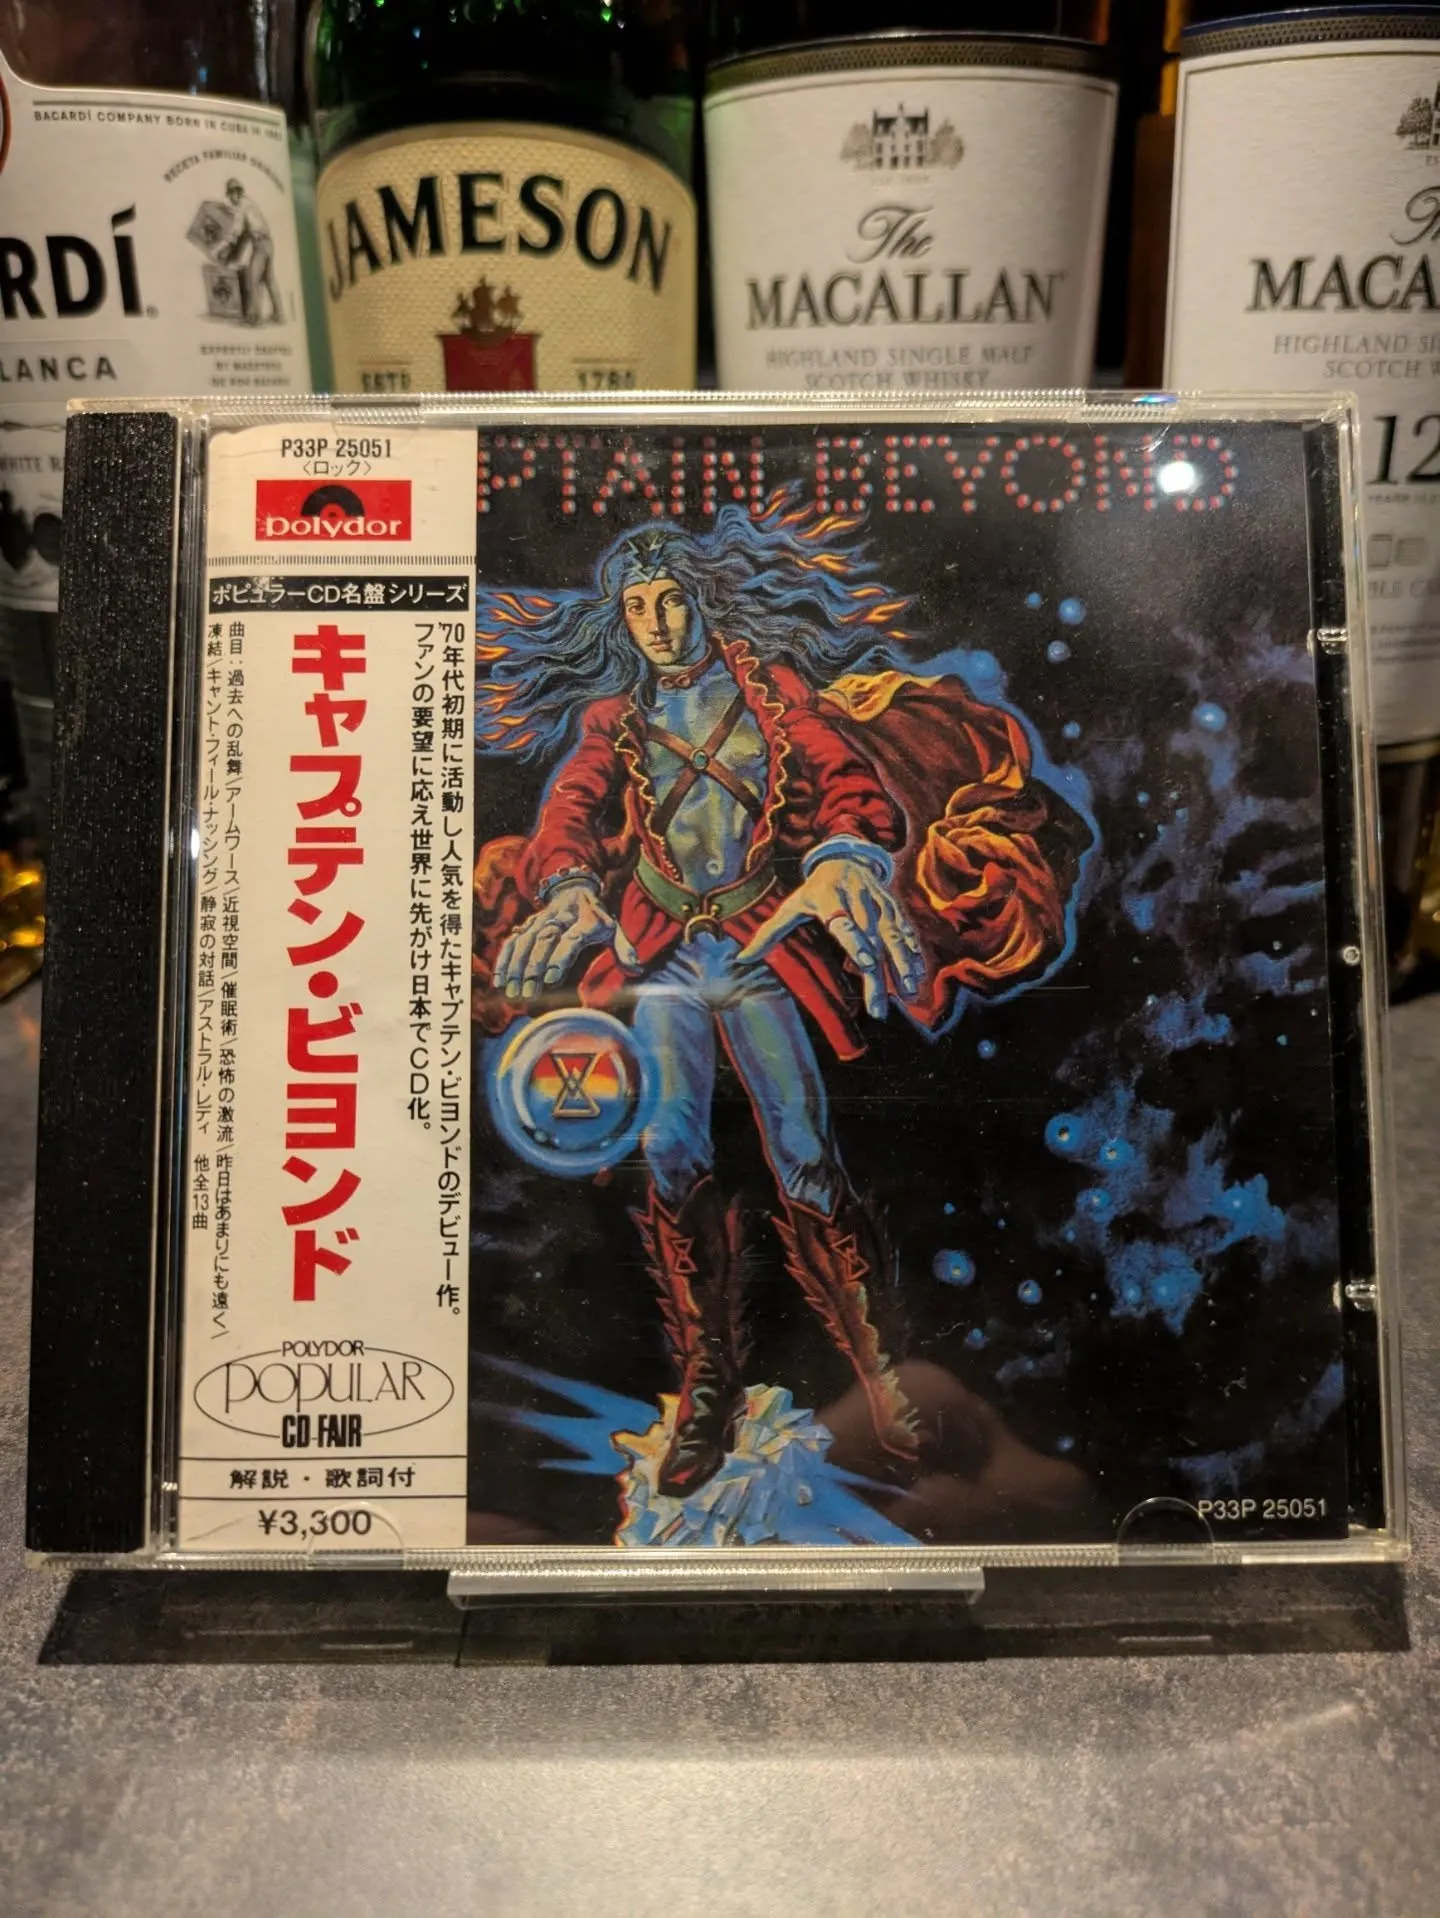 BACARDÍ COMPANY BORN IN CUBA IN 1862
RDÍ
LANCA
WHITE R
JAMESON
ESTD 1780
The
MACALLAN
HIGHLAND SINGLE MALT
SCOTCH WHISKY
MACA
HIGHLAND SI
SCOTCH W
12
P33P 25051
〈ロック〉
polydor
ポピュラーCD名盤シリーズ
'70年代初期に活動し人気を得たキャプテン・ビヨンドのデビュー作。
ファンの要望に応え世界に先がけ日本でCD化。
キャプテン・ビヨンド
曲目:過去への乱舞/アームワース/近視空間/催眠術/恐怖の激流/昨日はあまりにも遠く/
凍結/キャント・フィール・ナッシング/静寂の対話/アストラル・レディ 他全13曲
POLYDOR
POPULAR
CD FAIR
解説・歌詞付
¥3,300
PTAIN BEYOND
P33P 25051